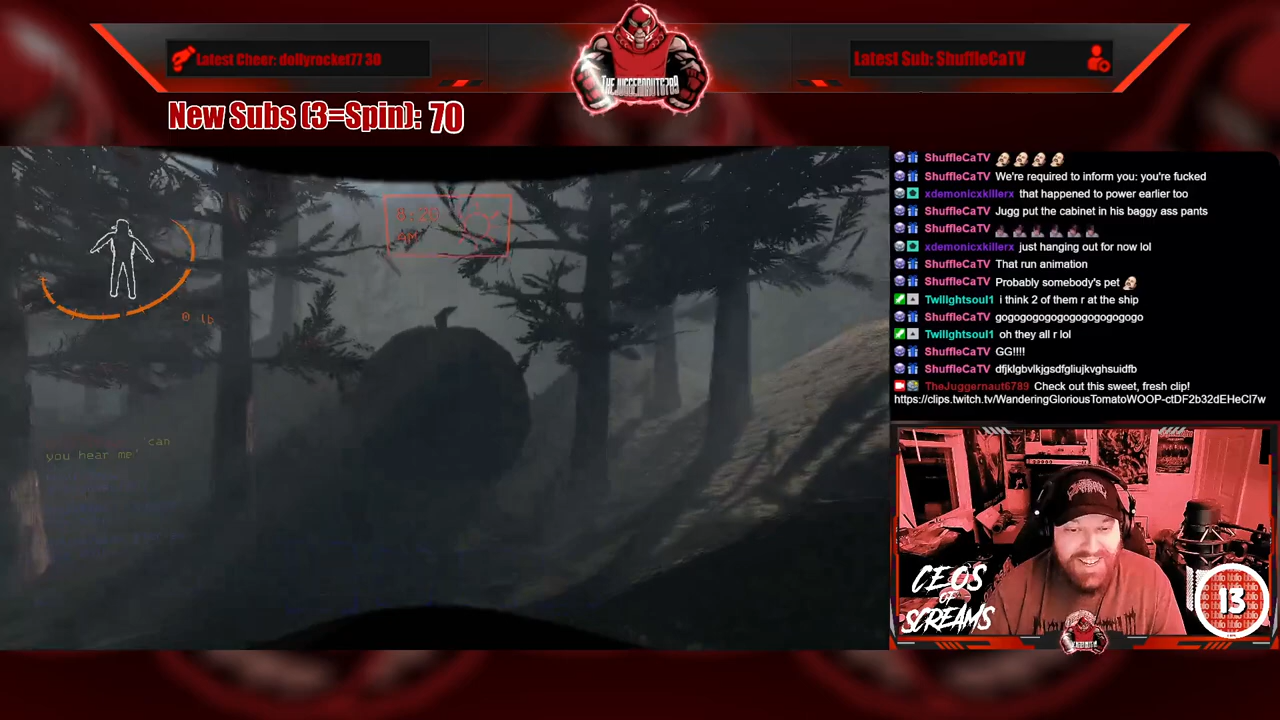 Latest Cheer: dollyrocket77 30
THEJUGGERNAUT6789
Latest Sub: ShuffleCaTV
New Subs (3=Spin): 70
0 lb
'can
you hear me'
ShuffleCaTV
ShuffleCaTV We're required to inform you: you're fucked
xdemonicxkillerx that happened to power earlier too
ShuffleCaTV Jugg put the cabinet in his baggy ass pants
ShuffleCaTV
xdemonicxkillerx just hanging out for now lol
ShuffleCaTV That run animation
ShuffleCaTV Probably somebody's pet
Twilightsoul1 i think 2 of them r at the ship
ShuffleCaTV gogogogogogogogogogogogo
Twilightsoul1 oh they all r lol
ShuffleCaTV GG!!!!
ShuffleCaTV dfjklgbvlkjgsdfgliujkvghsuidfb
TheJuggernaut6789 Check out this sweet, fresh clip!
https://clips.twitch.tv/WanderingGloriousTomatoWOOP-ctDF2b32dEHeCl7w
CEOS
OF
SCREAMS
13